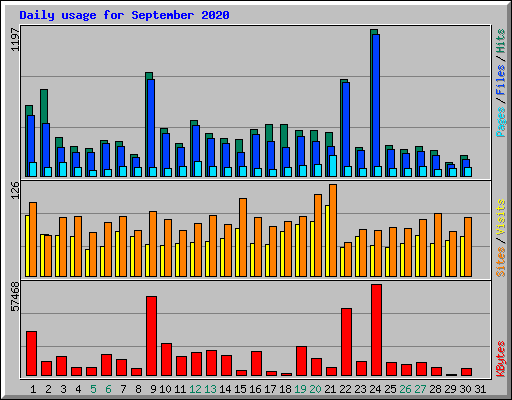 Daily usage for September 2020
1197
Pages/Files/Hits
126
Sites/Visits
57468
KBytes
1 2 3 4 5 6 7 8 9 10 11 12 13 14 15 16 17 18 19 20 21 22 23 24 25 26 27 28 29 30 31